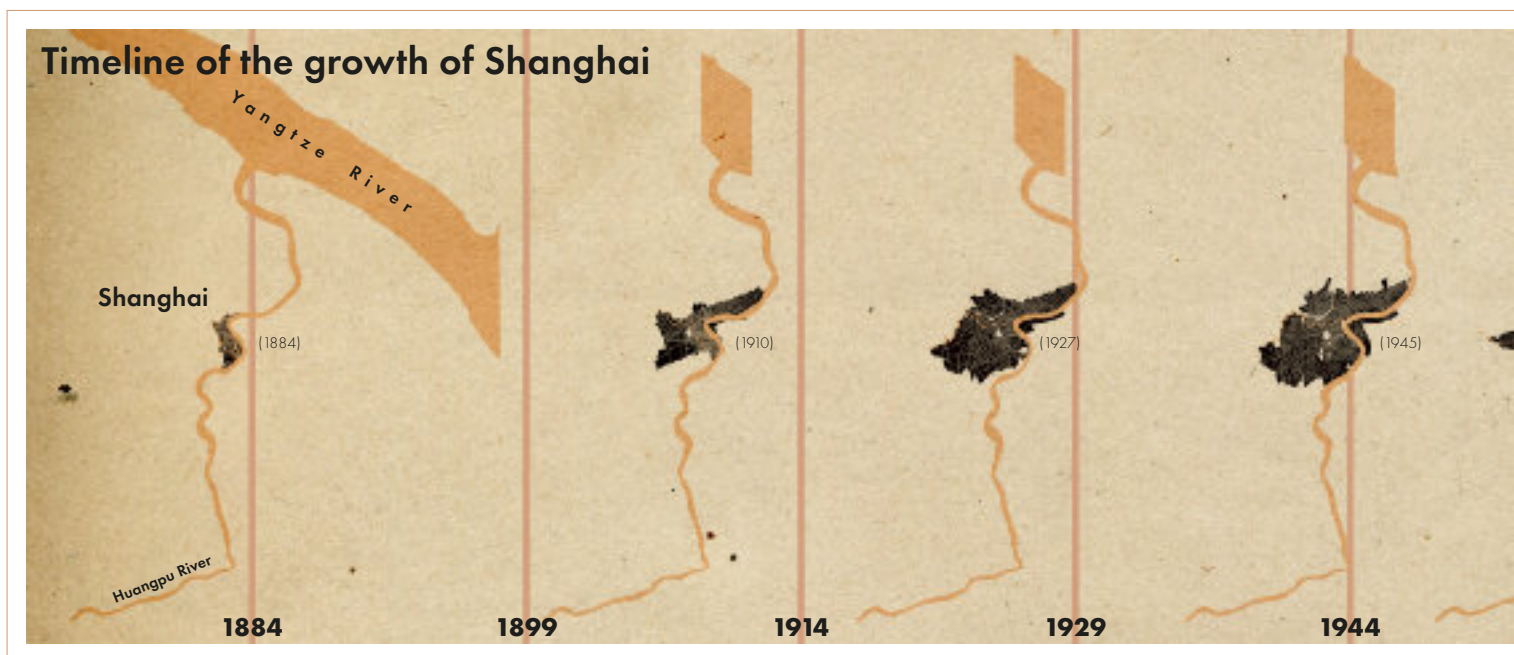 Timeline of the growth of Shanghai
Yangtze River
Shanghai
(1884)
(1910)
(1927)
(1945)
Huangpu River
1884
1899
1914
1929
1944